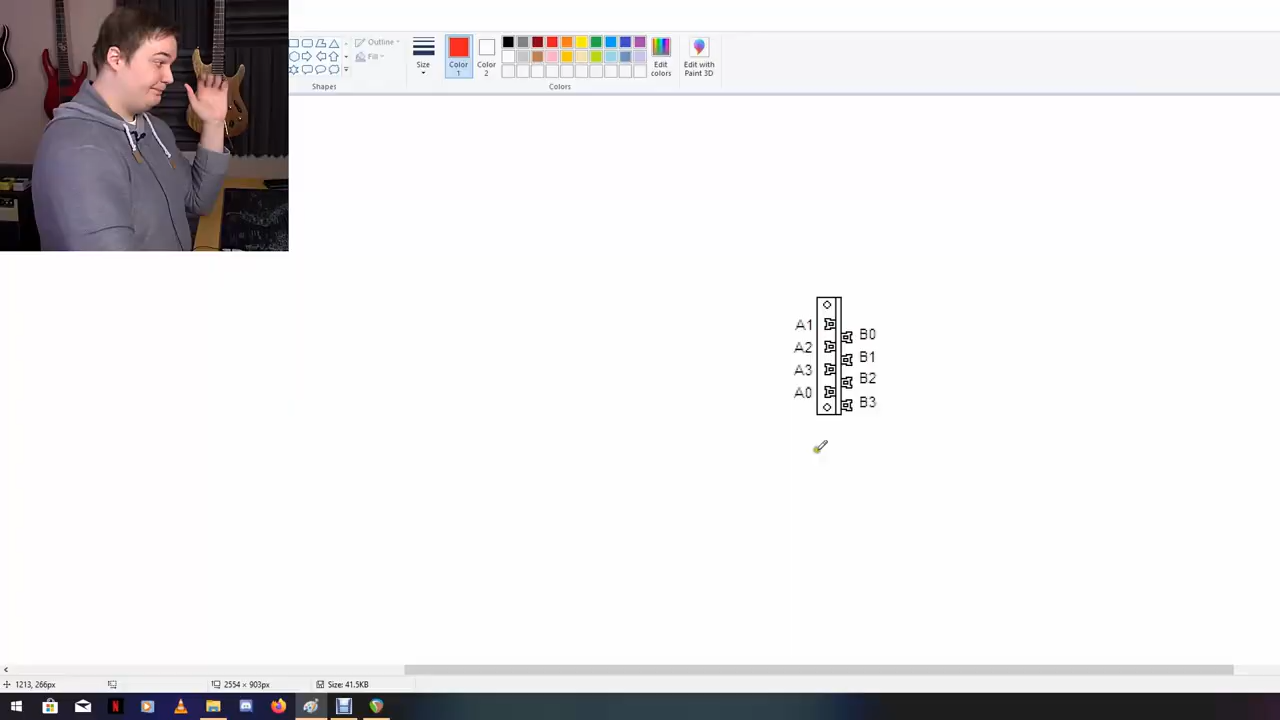 Outline
Fill
Size
Color 1
Color 2
Edit colors
Edit with Paint 3D
Shapes
Colors
A1
B0
A2
B1
A3
B2
A0
B3
1213, 266px
2554 × 903px
Size: 41.5KB